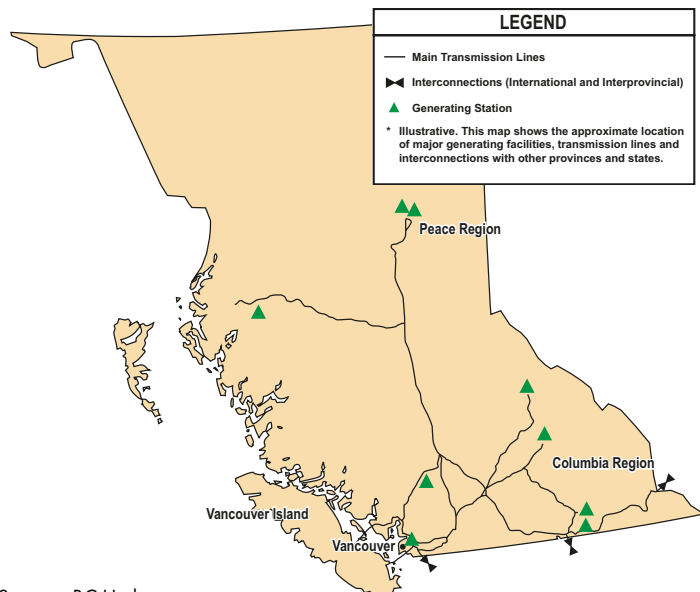 LEGEND
Main Transmission Lines
Interconnections (International and Interprovincial)
Generating Station
* Illustrative. This map shows the approximate location
of major generating facilities, transmission lines and
interconnections with other provinces and states.
Peace Region
Columbia Region
Vancouver Island
Vancouver